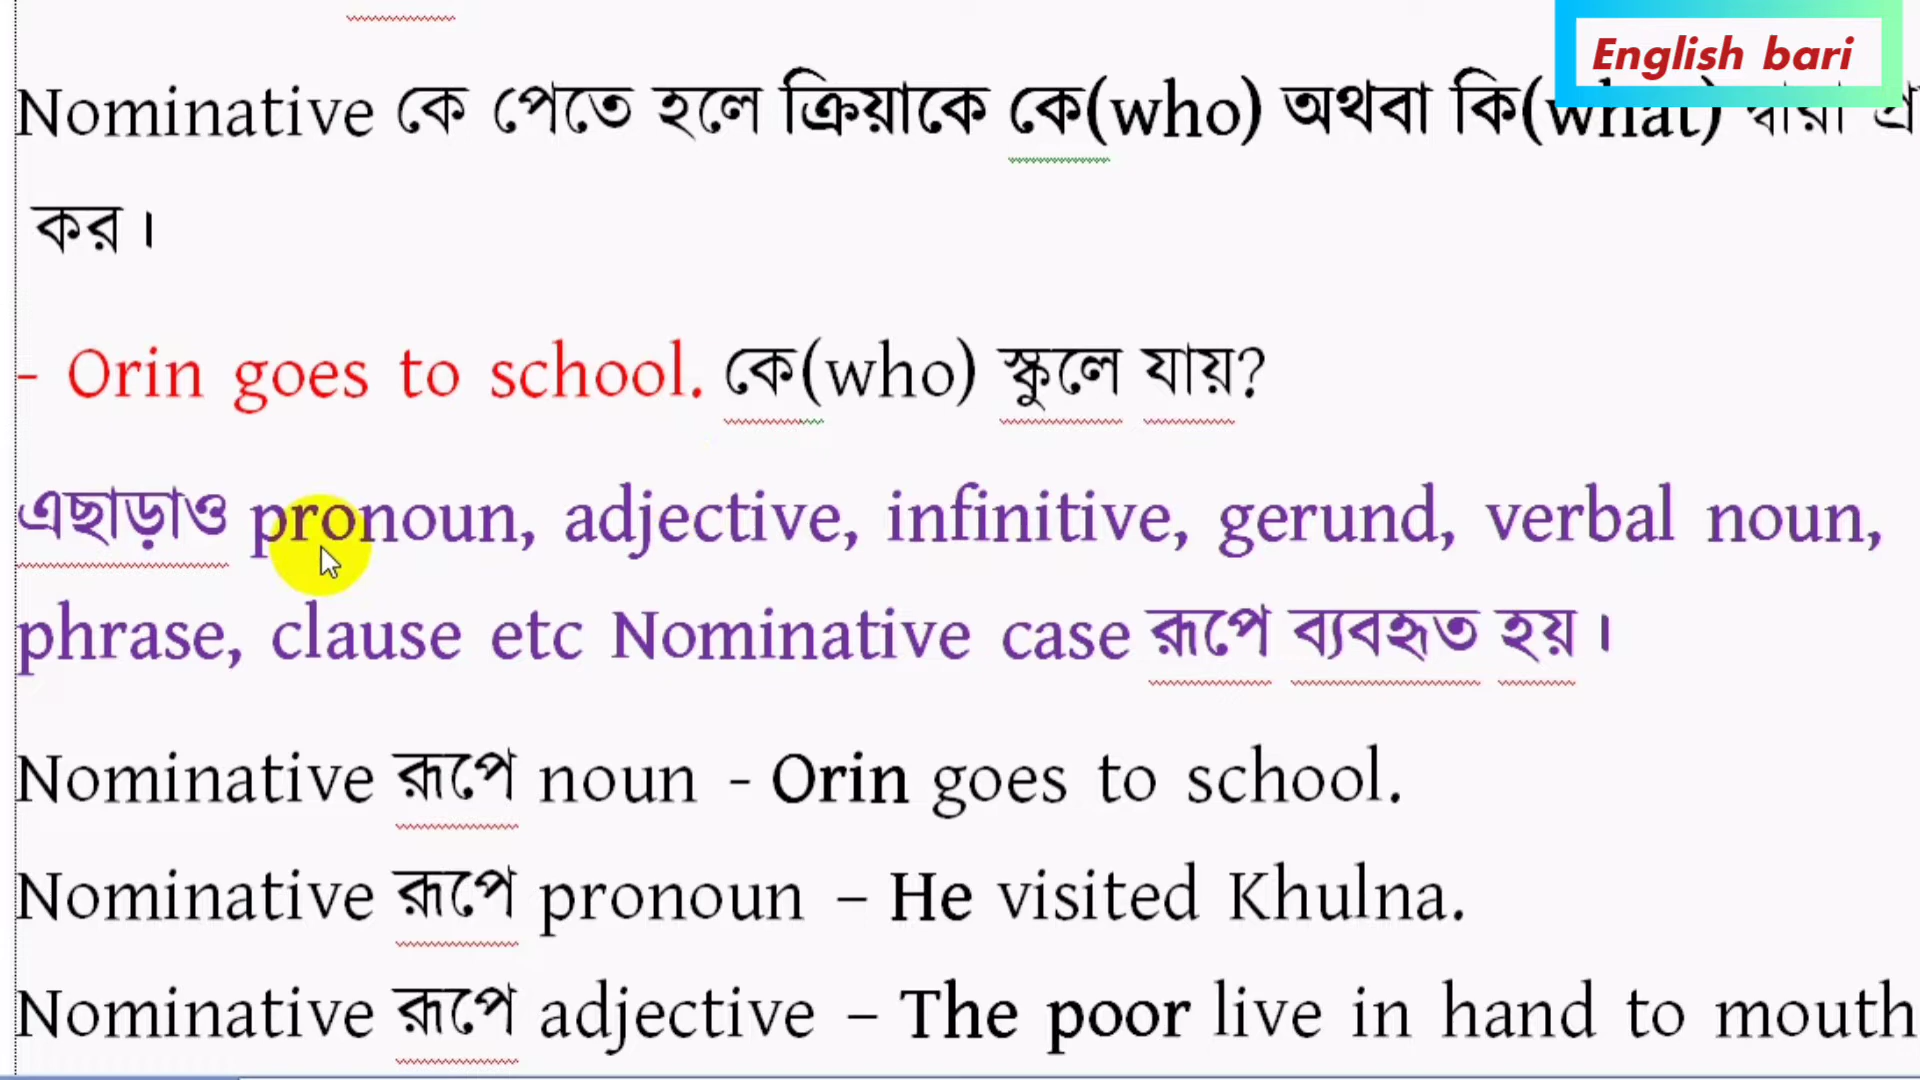 English bari
Nominative কে পেতে হলে ক্রিয়াকে কে(who) অথবা কি(what) দ্বারা
কর।
- Orin goes to school. কে(who) স্কুলে যায়?
এছাড়াও pronoun, adjective, infinitive, gerund, verbal noun,
phrase, clause etc Nominative case রূপে ব্যবহৃত হয়।
Nominative রূপে noun - Orin goes to school.
Nominative রূপে pronoun – He visited Khulna.
Nominative রূপে adjective – The poor live in hand to mouth